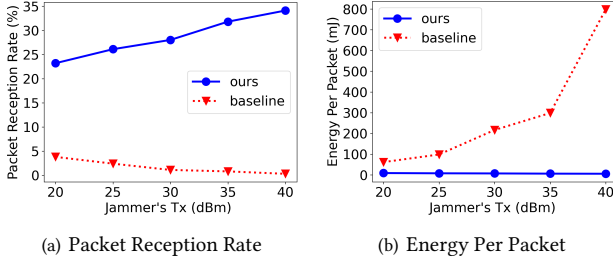 35
30
25
20
15
10
5
0
Packet Reception Rate (%)
ours
baseline
20 25 30 35 40
Jammer's Tx (dBm)
(a) Packet Reception Rate
800
700
600
500
400
300
200
100
0
Energy Per Packet (mJ)
ours
baseline
20 25 30 35 40
Jammer's Tx (dBm)
(b) Energy Per Packet